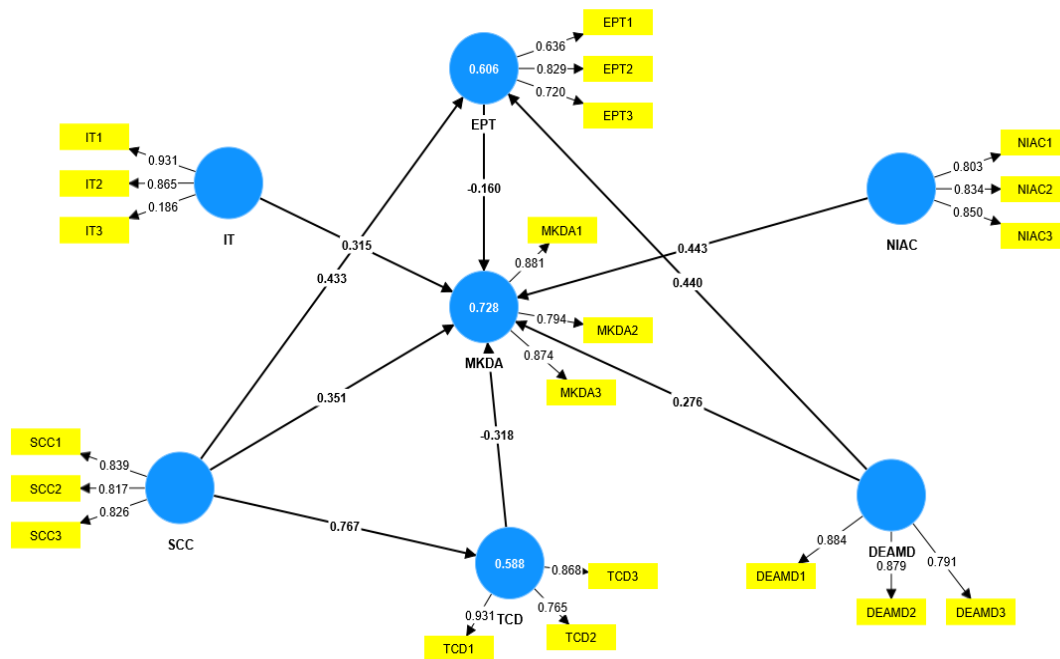 EPT1
0.636
0.606
0.829
EPT2
0.720
EPT
EPT3
IT1
0.931
IT2
0.865
0.186
IT3
IT
-0.160
NIAC1
0.803
0.834
NIAC2
0.850
NIAC3
NIAC
0.315
0.433
MKDA1
0.881
0.443
0.440
0.728
0.794
MKDA2
0.874
MKDA
MKDA3
0.351
0.276
-0.318
SCC1
0.839
SCC2
0.817
0.826
SCC3
SCC
0.767
0.588
0.868
TCD3
TCD
0.931
0.765
TCD1
TCD2
DEAMD
0.884
0.879
0.791
DEAMD1
DEAMD2
DEAMD3